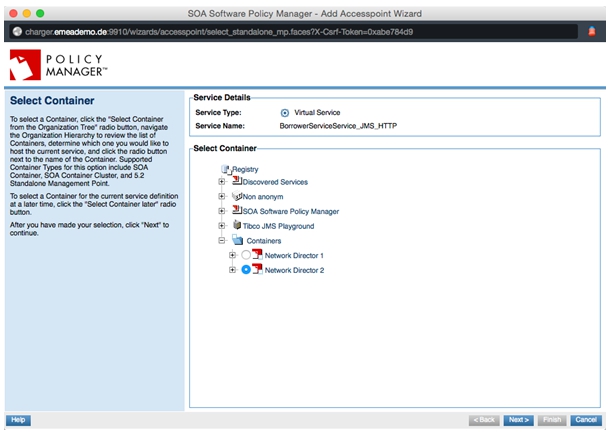 SOA Software Policy Manager - Add Accesspoint Wizard
charger.emeademo.de:9910/wizards/accesspoint/select_standalone_mp.faces?X-Csrf-Token=0xabe784d9
POLICY
MANAGER™
Select Container
To select a Container, click the "Select Container
from the Organization Tree" radio button, navigate
the Organization Hierarchy to review the list of
Containers, determine which one you would like to
host the current service, and click the radio button
next to the name of the Container. Supported
Container Types for this option include SOA
Container, SOA Container Cluster, and 5.2
Standalone Management Point.
To select a Container for the current service definition
at a later time, click the "Select Container later" radio
button.
After you have made your selection, click "Next" to
continue.
Service Details
Service Type: Virtual Service
Service Name: BorrowerServiceService_JMS_HTTP
Select Container
Registry
Discovered Services
Non anonym
SOA Software Policy Manager
Tibco JMS Playground
Containers
Network Director 1
Network Director 2
Help
< Back
Next >
Finish
Cancel